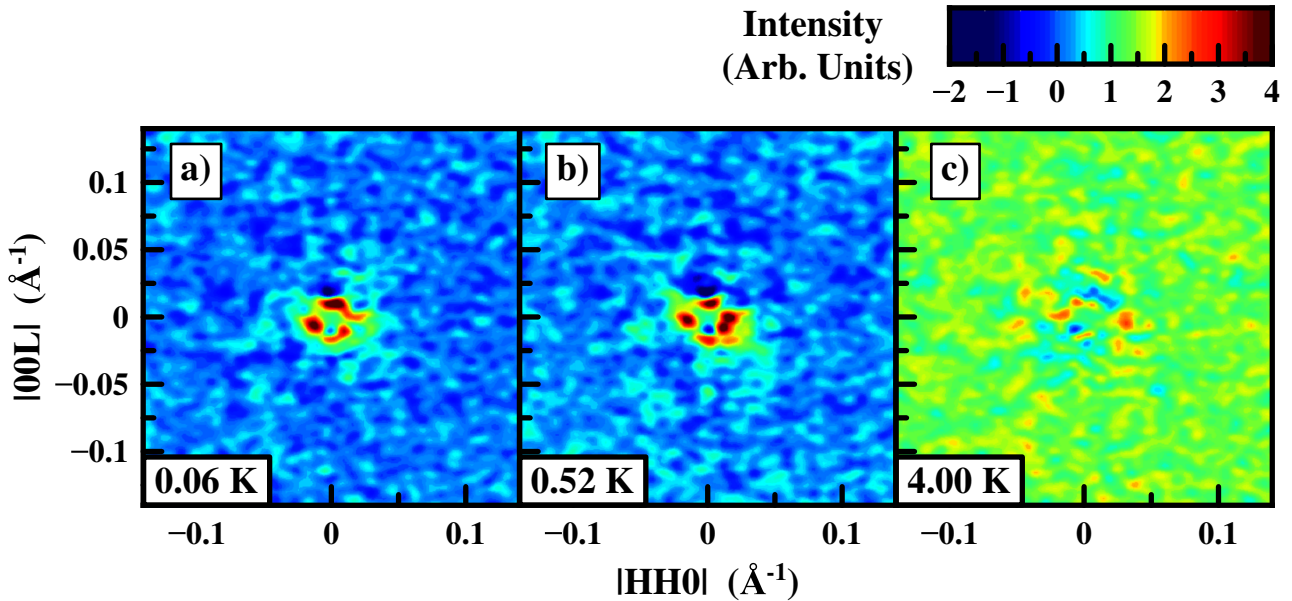 Intensity
(Arb. Units)
−2 −1 0 1 2 3 4
a) b) c)
0.1
0.05
0
−0.05
−0.1
|00L| (Å-1)
0.06 K 0.52 K 4.00 K
−0.1 0 0.1 −0.1 0 0.1 −0.1 0 0.1
|HH0| (Å-1)